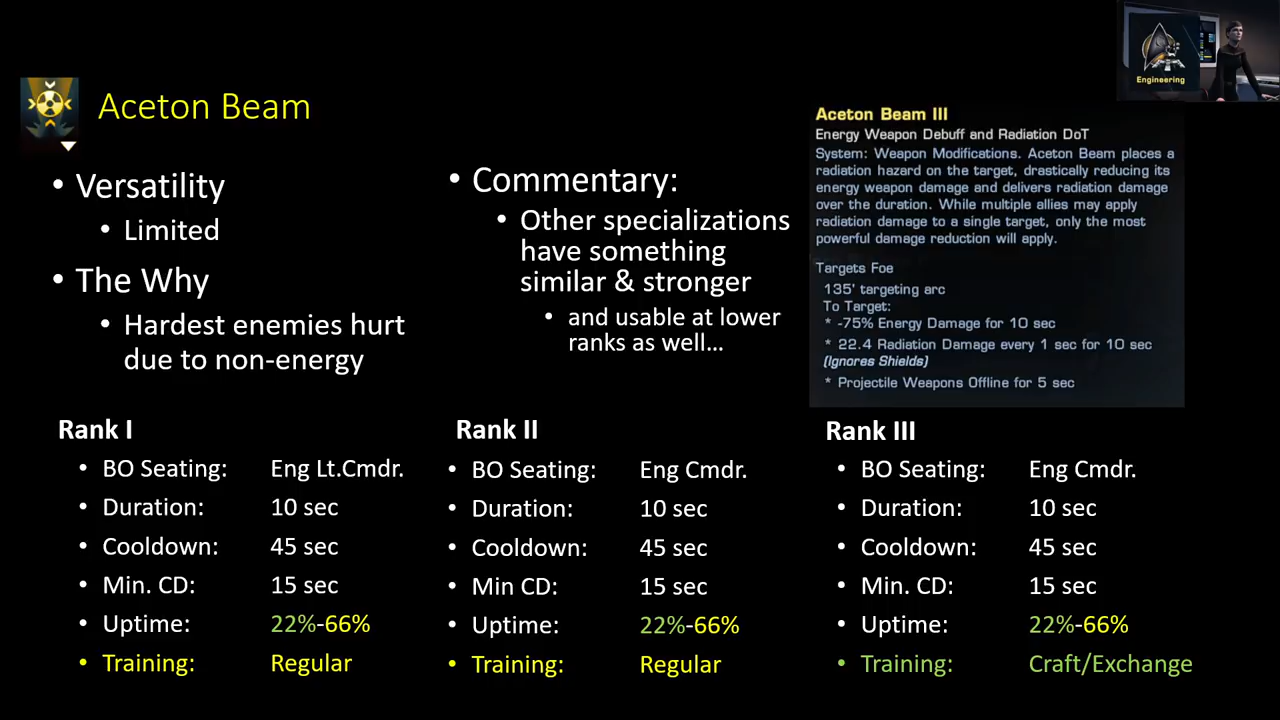 Engineering
Aceton Beam
• Versatility
• Limited
• The Why
• Hardest enemies hurt
due to non-energy
• Commentary:
• Other specializations
have something
similar & stronger
• and usable at lower
ranks as well…
Aceton Beam III
Energy Weapon Debuff and Radiation DoT
System: Weapon Modifications. Aceton Beam places a
radiation hazard on the target, drastically reducing its
energy weapon damage and delivers radiation damage
over the duration. While multiple allies may apply
radiation damage to a single target, only the most
powerful damage reduction will apply.
Targets Foe
135' targeting arc
To Target:
* -75% Energy Damage for 10 sec
* 22.4 Radiation Damage every 1 sec for 10 sec
(Ignores Shields)
* Projectile Weapons Offline for 5 sec
Rank I
• BO Seating: Eng Lt.Cmdr.
• Duration: 10 sec
• Cooldown: 45 sec
• Min. CD: 15 sec
• Uptime: 22%-66%
• Training: Regular
Rank II
• BO Seating: Eng Cmdr.
• Duration: 10 sec
• Cooldown: 45 sec
• Min CD: 15 sec
• Uptime: 22%-66%
• Training: Regular
Rank III
• BO Seating: Eng Cmdr.
• Duration: 10 sec
• Cooldown: 45 sec
• Min. CD: 15 sec
• Uptime: 22%-66%
• Training: Craft/Exchange